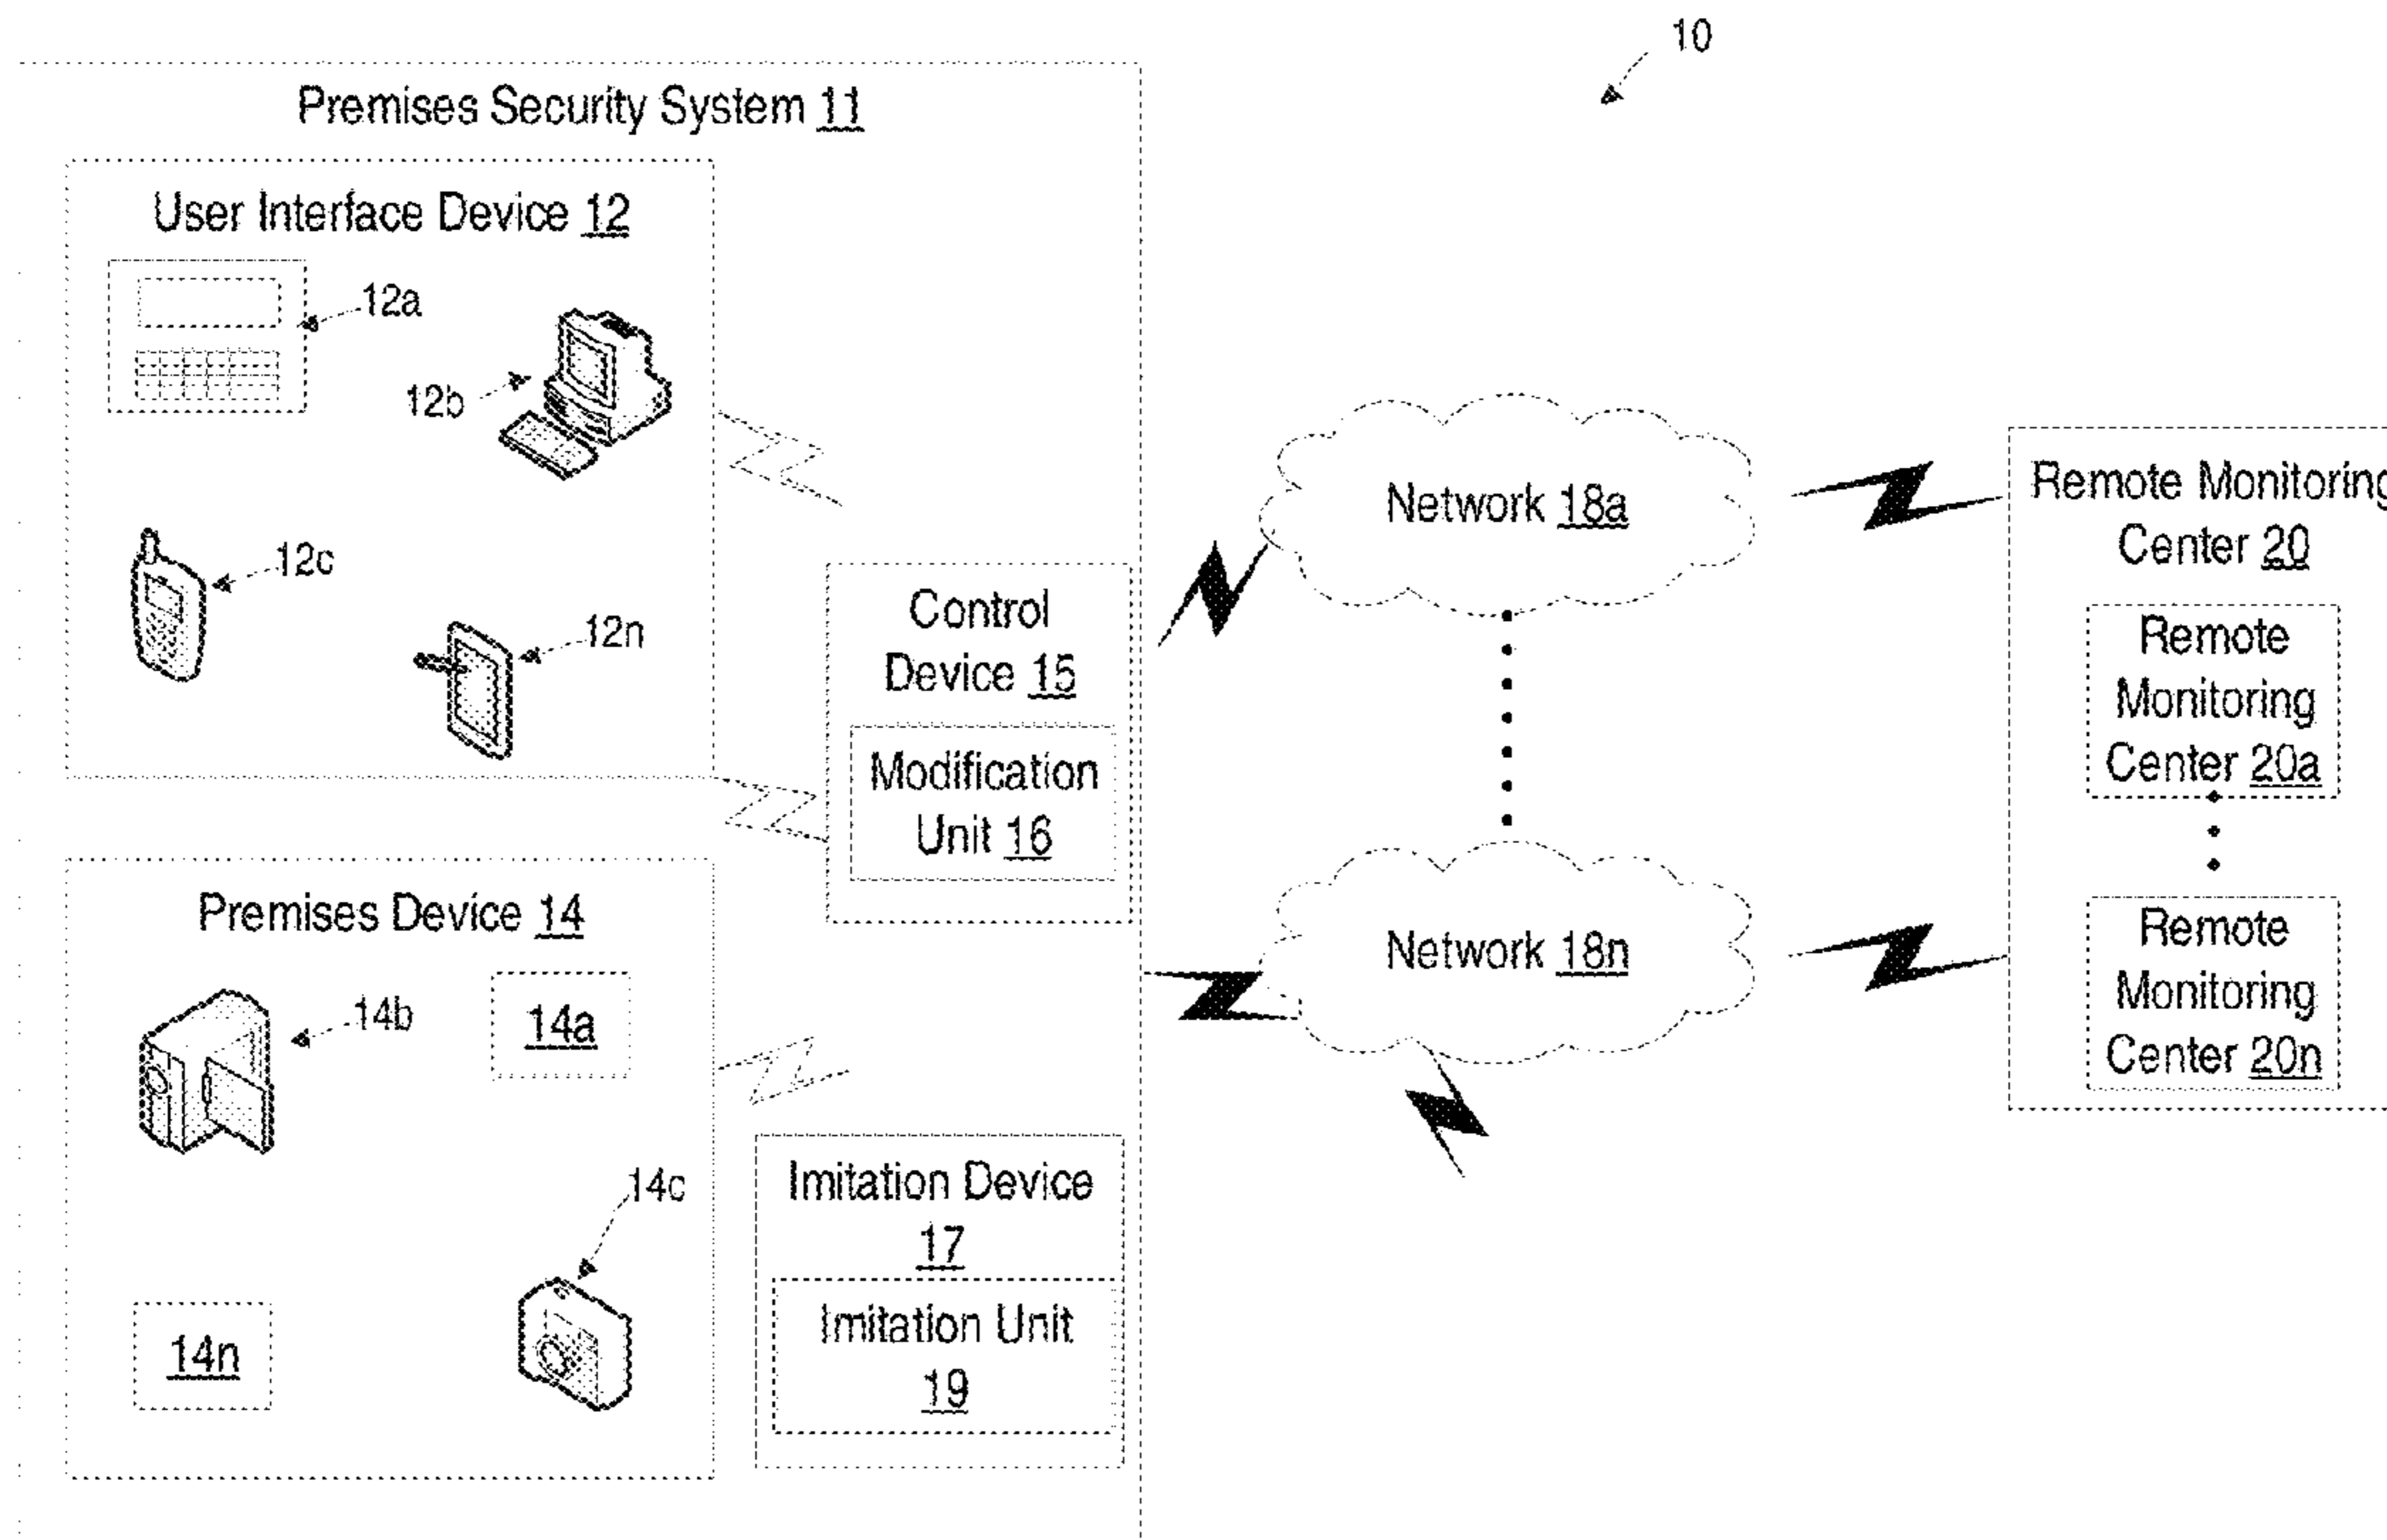 10
Premises Security System 11
User Interface Device 12
12a
12b
12c
12n
Control
Device 15
Modification
Unit 16
Premises Device 14
14b
14a
14c
14n
Imitation Device
17
Imitation Unit
19
Network 18a
Network 18n
Remote Monitoring
Center 20
Remote
Monitoring
Center 20a
Remote
Monitoring
Center 20n